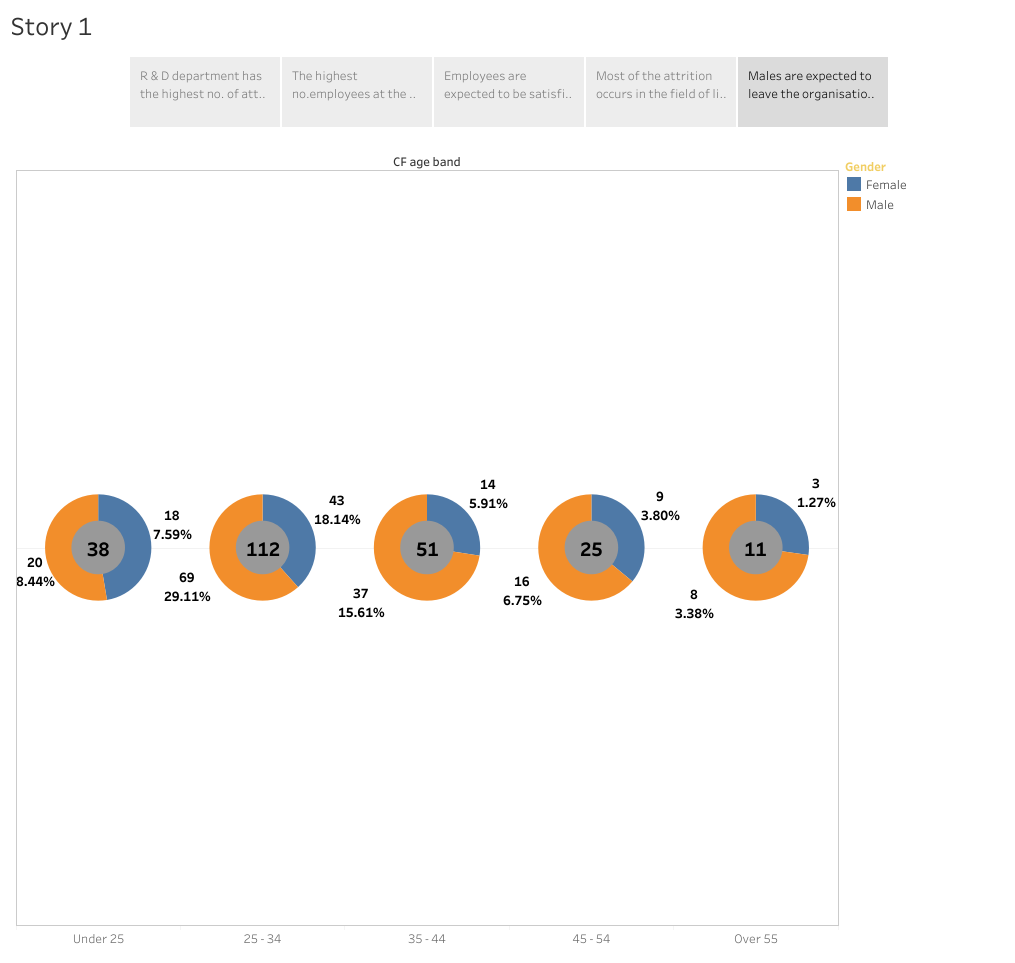 Story 1
R & D department has
the highest no. of att..
The highest
no.employees at the ..
Employees are
expected to be satisfi..
Most of the attrition
occurs in the field of li..
Males are expected to
leave the organisatio..
CF age band
Gender
Female
Male
18
7.59%
20
8.44%
38
43
18.14%
69
29.11%
112
14
5.91%
37
15.61%
51
9
3.80%
16
6.75%
25
3
1.27%
8
3.38%
11
Under 25
25 - 34
35 - 44
45 - 54
Over 55